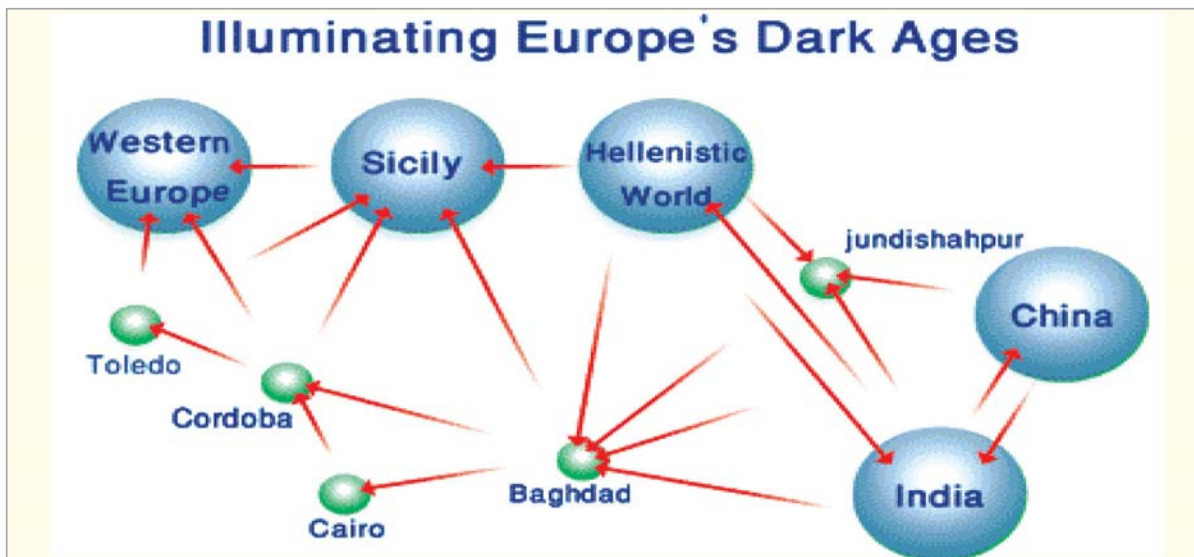 Illuminating Europe's Dark Ages
Western
Europe
Sicily
Hellenistic
World
jundishahpur
China
Toledo
Cordoba
Cairo
Baghdad
India